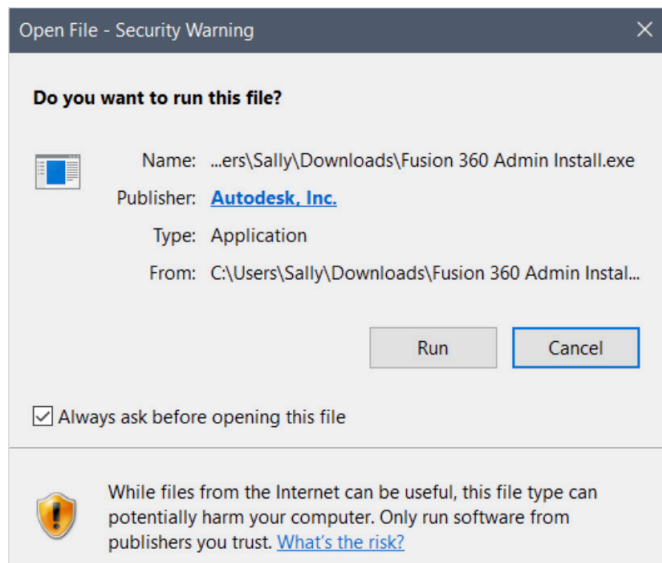 Open File - Security Warning
Do you want to run this file?
Name: ...ers\Sally\Downloads\Fusion 360 Admin Install.exe
Publisher: Autodesk, Inc.
Type: Application
From: C:\Users\Sally\Downloads\Fusion 360 Admin Instal...
Run Cancel
Always ask before opening this file
While files from the Internet can be useful, this file type can
potentially harm your computer. Only run software from
publishers you trust. What's the risk?